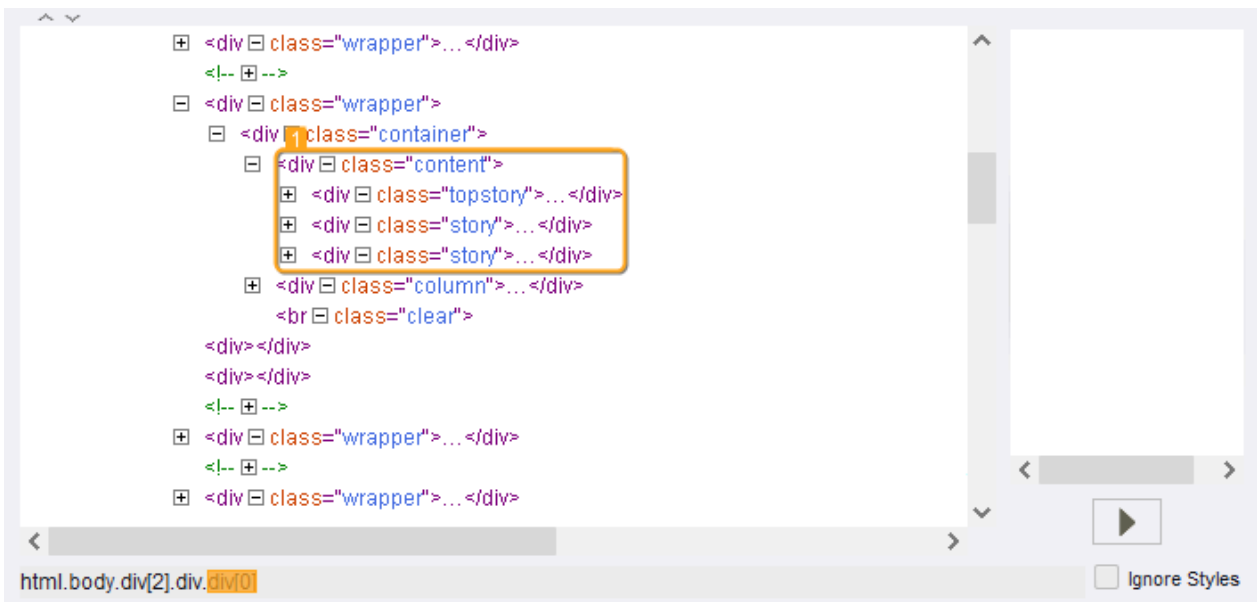 <div class="wrapper">...</div>
<!-- -->
<div class="wrapper">
<div class="container">
1
<div class="content">
<div class="topstory">...</div>
<div class="story">...</div>
<div class="story">...</div>
<div class="column">...</div>
<br class="clear">
<div></div>
<div></div>
<!-- -->
<div class="wrapper">...</div>
<!-- -->
<div class="wrapper">...</div>
html.body.div[2].div.div[0]
Ignore Styles